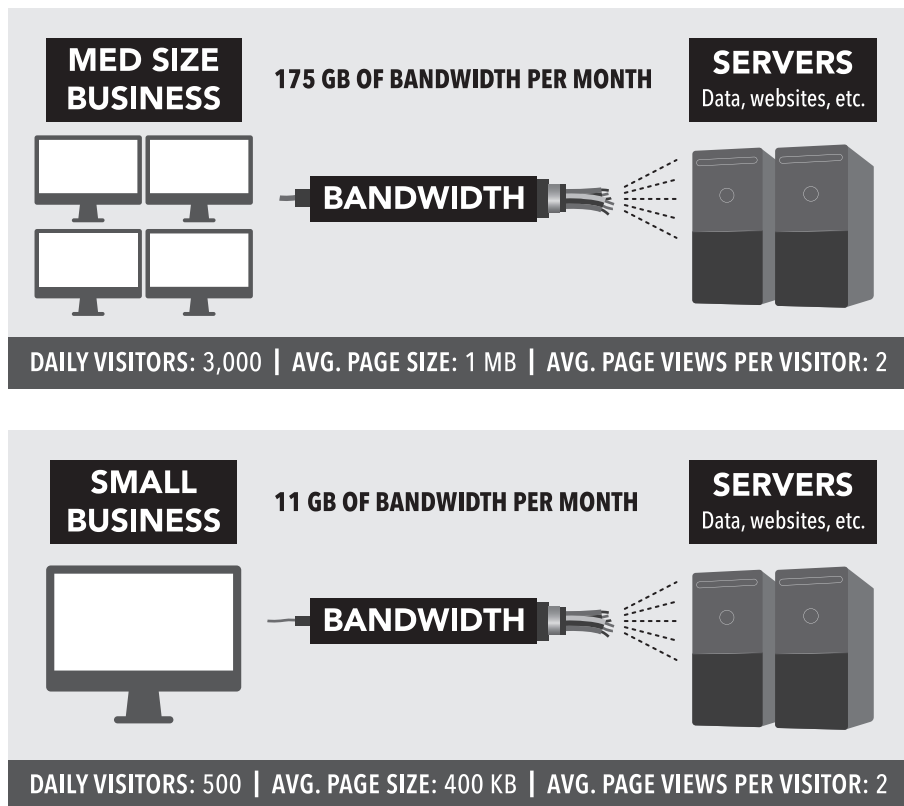 MED SIZE
BUSINESS
175 GB OF BANDWIDTH PER MONTH
SERVERS
Data, websites, etc.
BANDWIDTH
DAILY VISITORS: 3,000 | AVG. PAGE SIZE: 1 MB | AVG. PAGE VIEWS PER VISITOR: 2
SMALL
BUSINESS
11 GB OF BANDWIDTH PER MONTH
SERVERS
Data, websites, etc.
BANDWIDTH
DAILY VISITORS: 500 | AVG. PAGE SIZE: 400 KB | AVG. PAGE VIEWS PER VISITOR: 2